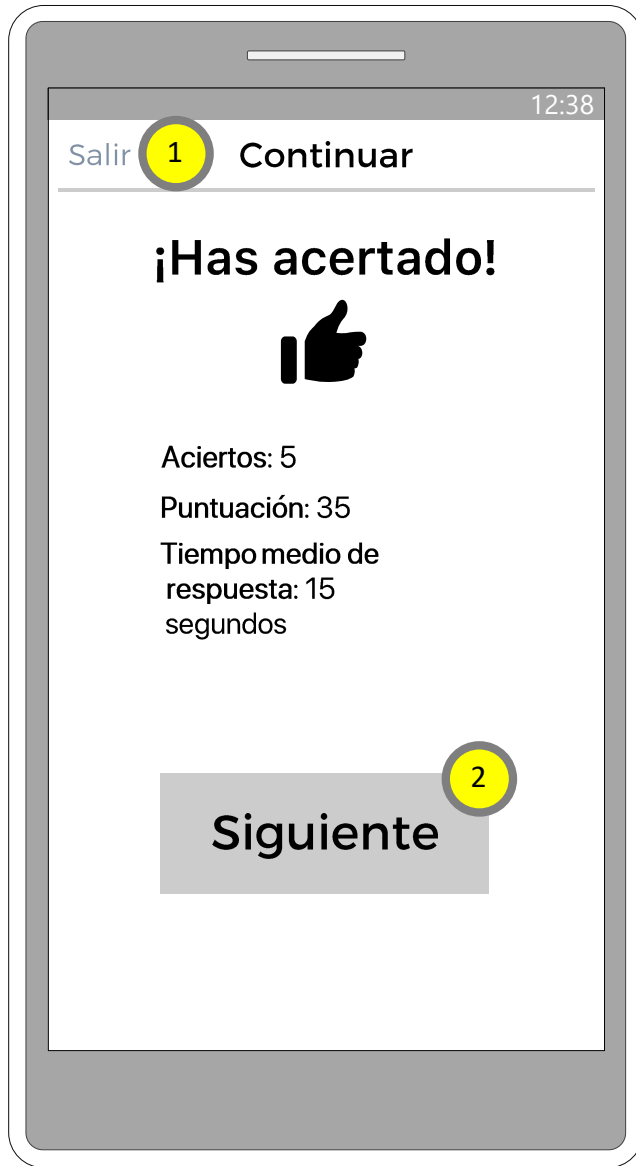 12:38
Salir 1 Continuar
¡Has acertado!
Aciertos: 5
Puntuación: 35
Tiempo medio de
respuesta: 15
segundos
2
Siguiente